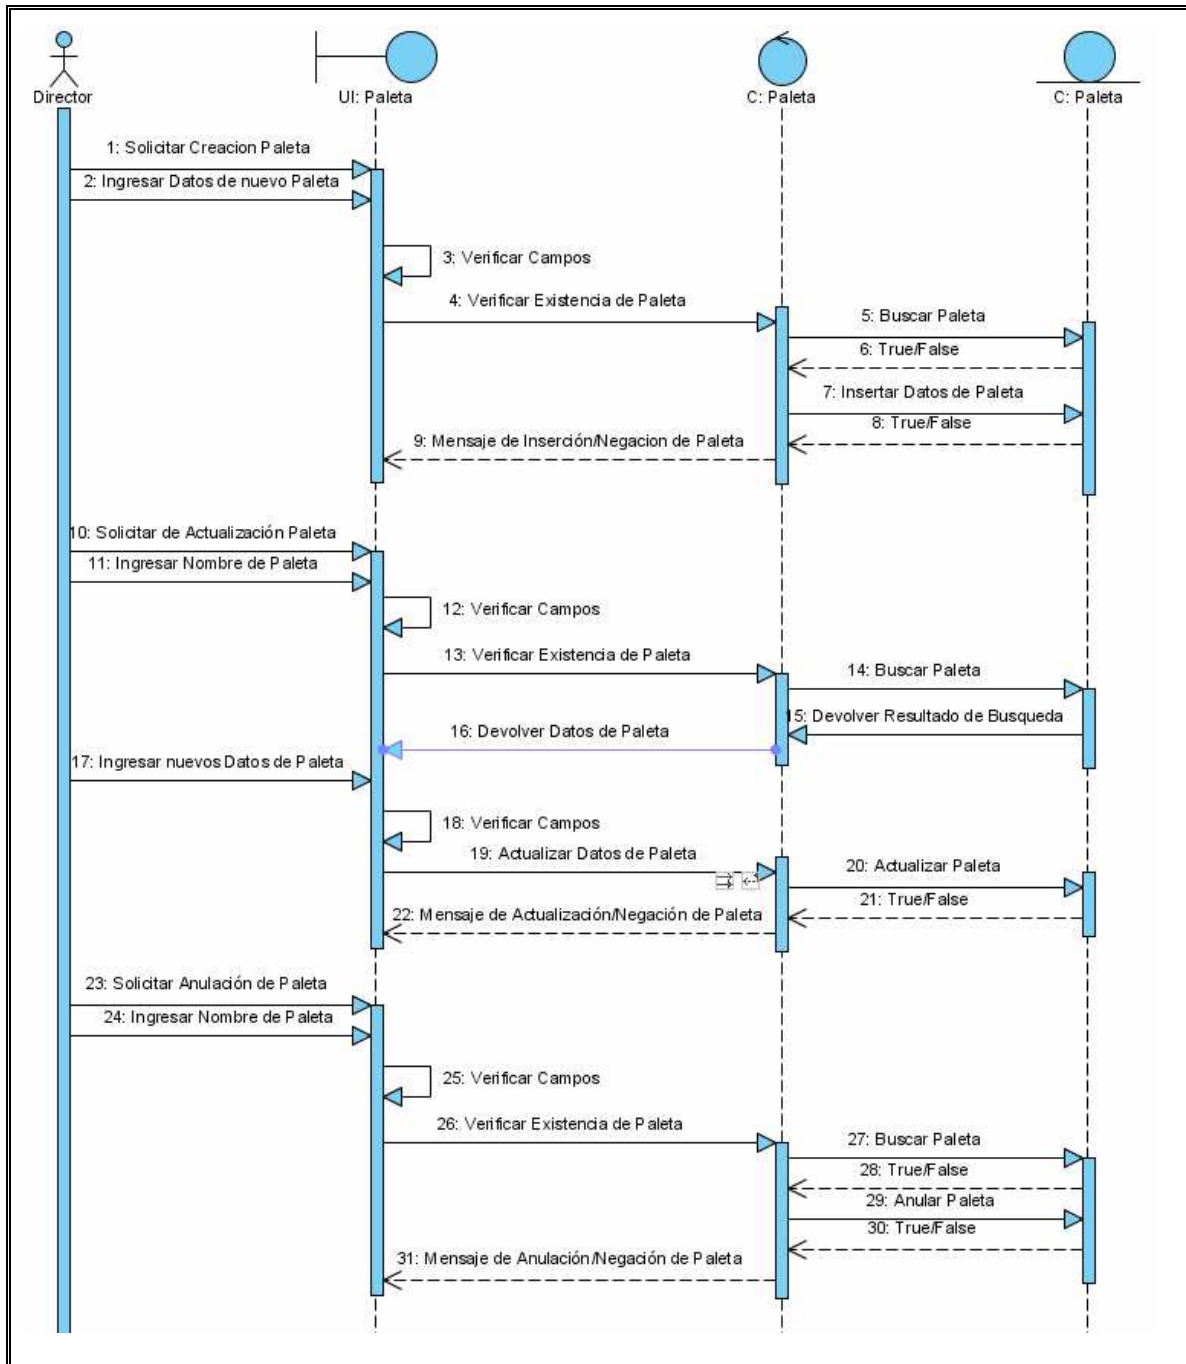 Director
UI: Paleta
C: Paleta
C: Paleta
1: Solicitar Creacion Paleta
2: Ingresar Datos de nuevo Paleta
3: Verificar Campos
4: Verificar Existencia de Paleta
5: Buscar Paleta
6: True/False
7: Insertar Datos de Paleta
8: True/False
9: Mensaje de Inserción/Negacion de Paleta
10: Solicitar de Actualización Paleta
11: Ingresar Nombre de Paleta
12: Verificar Campos
13: Verificar Existencia de Paleta
14: Buscar Paleta
15: Devolver Resultado de Busqueda
16: Devolver Datos de Paleta
17: Ingresar nuevos Datos de Paleta
18: Verificar Campos
19: Actualizar Datos de Paleta
20: Actualizar Paleta
21: True/False
22: Mensaje de Actualización/Negación de Paleta
23: Solicitar Anulación de Paleta
24: Ingresar Nombre de Paleta
25: Verificar Campos
26: Verificar Existencia de Paleta
27: Buscar Paleta
28: True/False
29: Anular Paleta
30: True/False
31: Mensaje de Anulación/Negación de Paleta